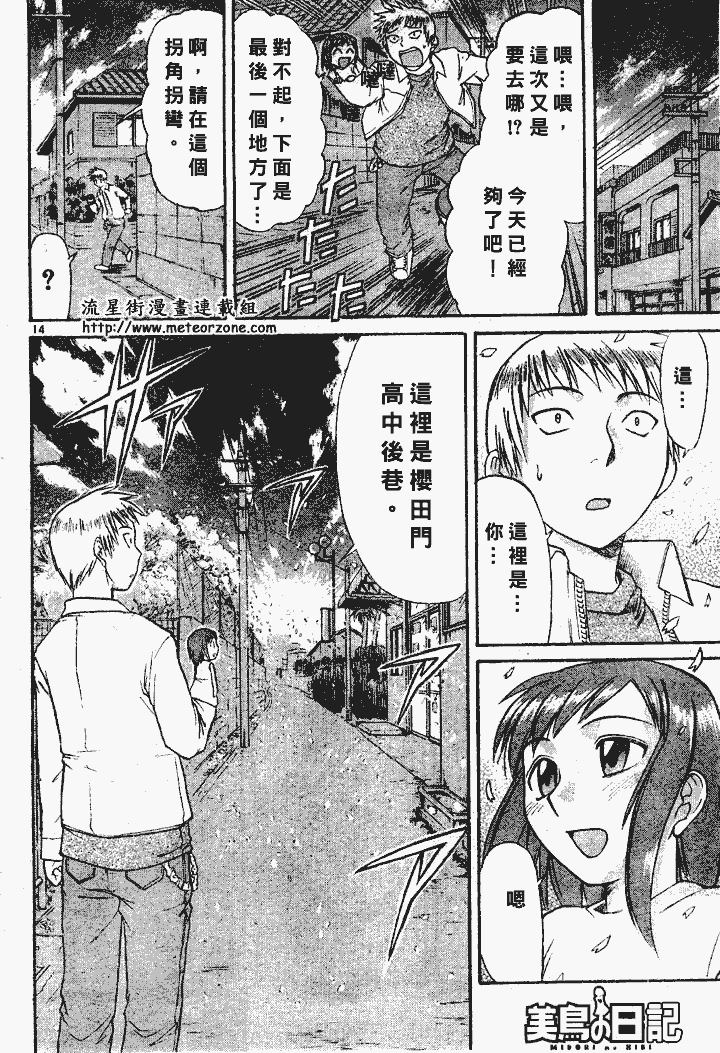 喂…喂，
這次又是
要去哪!?
今天已經
夠了吧！
對不起，下面是
最後一個地方了…
噠
噠
噠
た
た
た
た
啊，請在這個
拐角拐彎。
？
流星街漫畫連載組
http://www.meteorzone.com
14
這…
這裡是…
你…
這裡是櫻田門
高中後巷。
嗯
美鳥の日記
MIDORI no HIBI